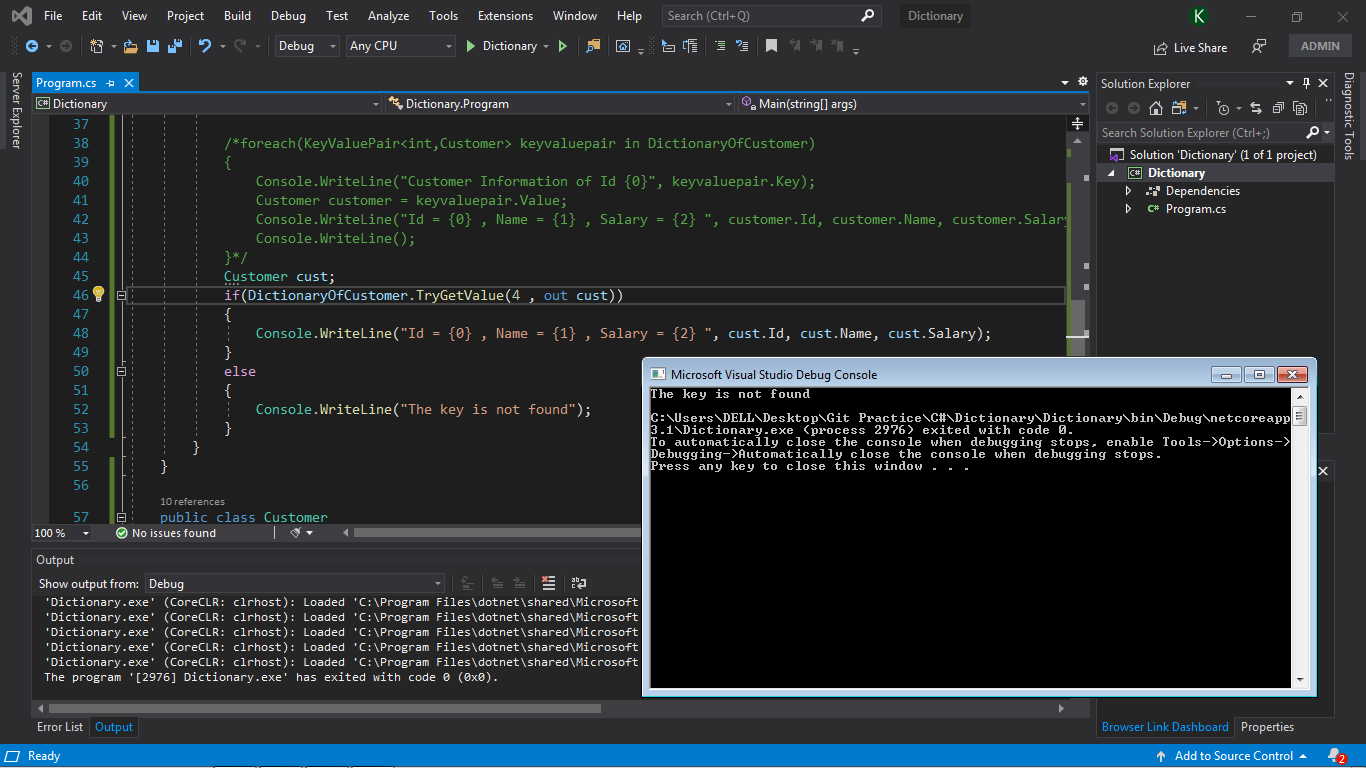 File Edit View Project Build Debug Test Analyze Tools Extensions Window Help Search (Ctrl+Q) Dictionary K
Debug Any CPU Dictionary Live Share ADMIN
Server Explorer
Program.cs
Dictionary Dictionary.Program Main(string[] args)
37
38 /*foreach(KeyValuePair<int,Customer> keyvaluepair in DictionaryOfCustomer)
39 {
40 Console.WriteLine("Customer Information of Id {0}", keyvaluepair.Key);
41 Customer customer = keyvaluepair.Value;
42 Console.WriteLine("Id = {0} , Name = {1} , Salary = {2} ", customer.Id, customer.Name, customer.Salary
43 Console.WriteLine();
44 }*/
45 Customer cust;
46 if(DictionaryOfCustomer.TryGetValue(4 , out cust))
47 {
48 Console.WriteLine("Id = {0} , Name = {1} , Salary = {2} ", cust.Id, cust.Name, cust.Salary);
49 }
50 else
51 {
52 Console.WriteLine("The key is not found");
53 }
54 }
55 }
56
10 references
57 public class Customer
100 % No issues found
Output
Show output from: Debug
'Dictionary.exe' (CoreCLR: clrhost): Loaded 'C:\Program Files\dotnet\shared\Microsoft
'Dictionary.exe' (CoreCLR: clrhost): Loaded 'C:\Program Files\dotnet\shared\Microsoft
'Dictionary.exe' (CoreCLR: clrhost): Loaded 'C:\Program Files\dotnet\shared\Microsoft
'Dictionary.exe' (CoreCLR: clrhost): Loaded 'C:\Program Files\dotnet\shared\Microsoft
'Dictionary.exe' (CoreCLR: clrhost): Loaded 'C:\Program Files\dotnet\shared\Microsoft
The program '[2976] Dictionary.exe' has exited with code 0 (0x0).
Error List Output
Microsoft Visual Studio Debug Console
The key is not found
C:\Users\DELL\Desktop\Git Practice\C#\Dictionary\Dictionary\bin\Debug\netcoreapp
3.1\Dictionary.exe (process 2976) exited with code 0.
To automatically close the console when debugging stops, enable Tools->Options->
Debugging->Automatically close the console when debugging stops.
Press any key to close this window . . .
Solution Explorer
Search Solution Explorer (Ctrl+;)
Solution 'Dictionary' (1 of 1 project)
C# Dictionary
Dependencies
C# Program.cs
Diagnostic Tools
Browser Link Dashboard Properties
Ready Add to Source Control 2